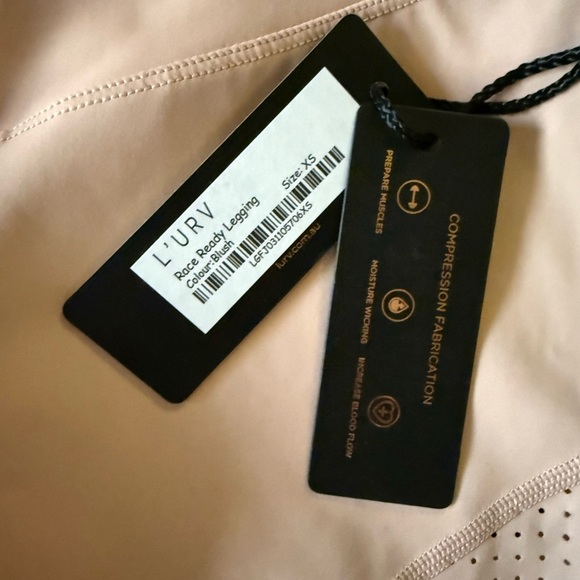 L'URV
Race Ready Legging
Colour:Blush Size: XS
LGFJ031105706XS
lurv.com.au
COMPRESSION FABRICATION
PREPARE MUSCLES
MOISTURE WICKING
INCREASE BLOOD FLOW